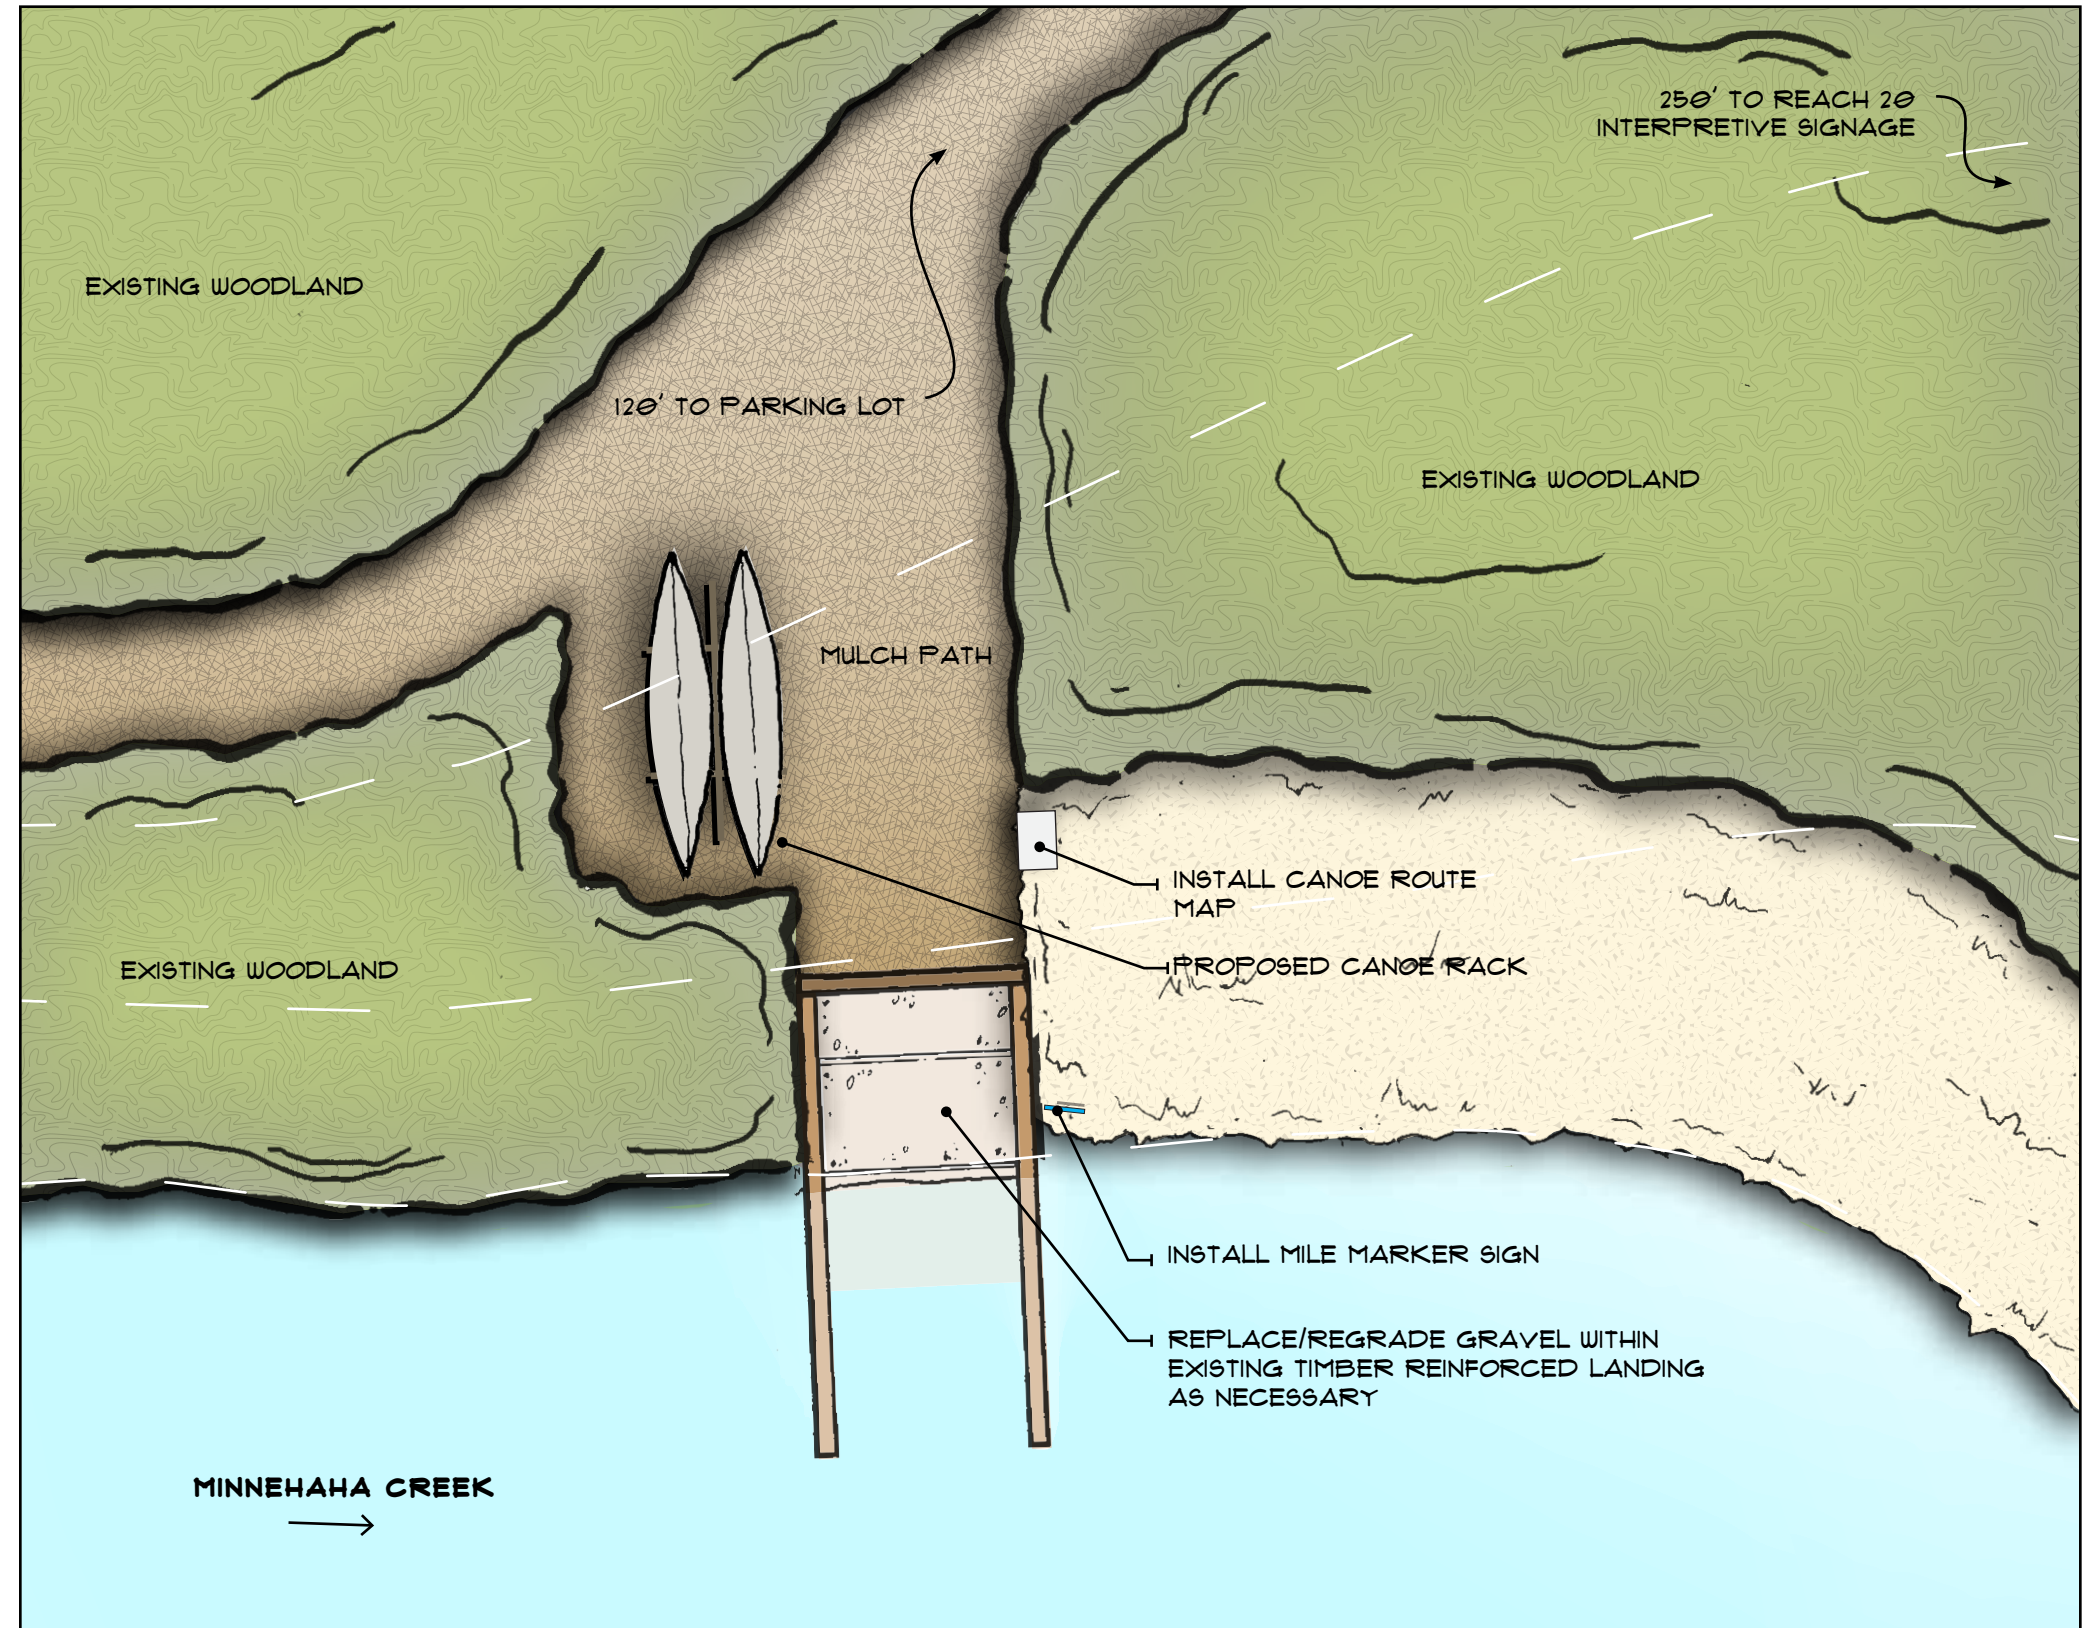 250' TO REACH 20
INTERPRETIVE SIGNAGE
EXISTING WOODLAND
120' TO PARKING LOT
EXISTING WOODLAND
MULCH PATH
INSTALL CANOE ROUTE
MAP
PROPOSED CANOE RACK
EXISTING WOODLAND
INSTALL MILE MARKER SIGN
REPLACE/REGRADE GRAVEL WITHIN
EXISTING TIMBER REINFORCED LANDING
AS NECESSARY
MINNEHAHA CREEK